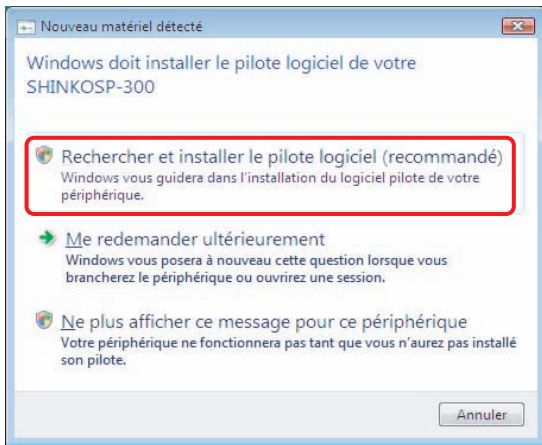 Nouveau matériel détecté
Windows doit installer le pilote logiciel de votre
SHINKOSP-300
Rechercher et installer le pilote logiciel (recommandé)
Windows vous guidera dans l'installation du logiciel pilote de votre
périphérique.
Me redemander ultérieurement
Windows vous posera à nouveau cette question lorsque vous
brancherez le périphérique ou ouvrirez une session.
Ne plus afficher ce message pour ce périphérique
Votre périphérique ne fonctionnera pas tant que vous n'aurez pas installé
son pilote.
Annuler